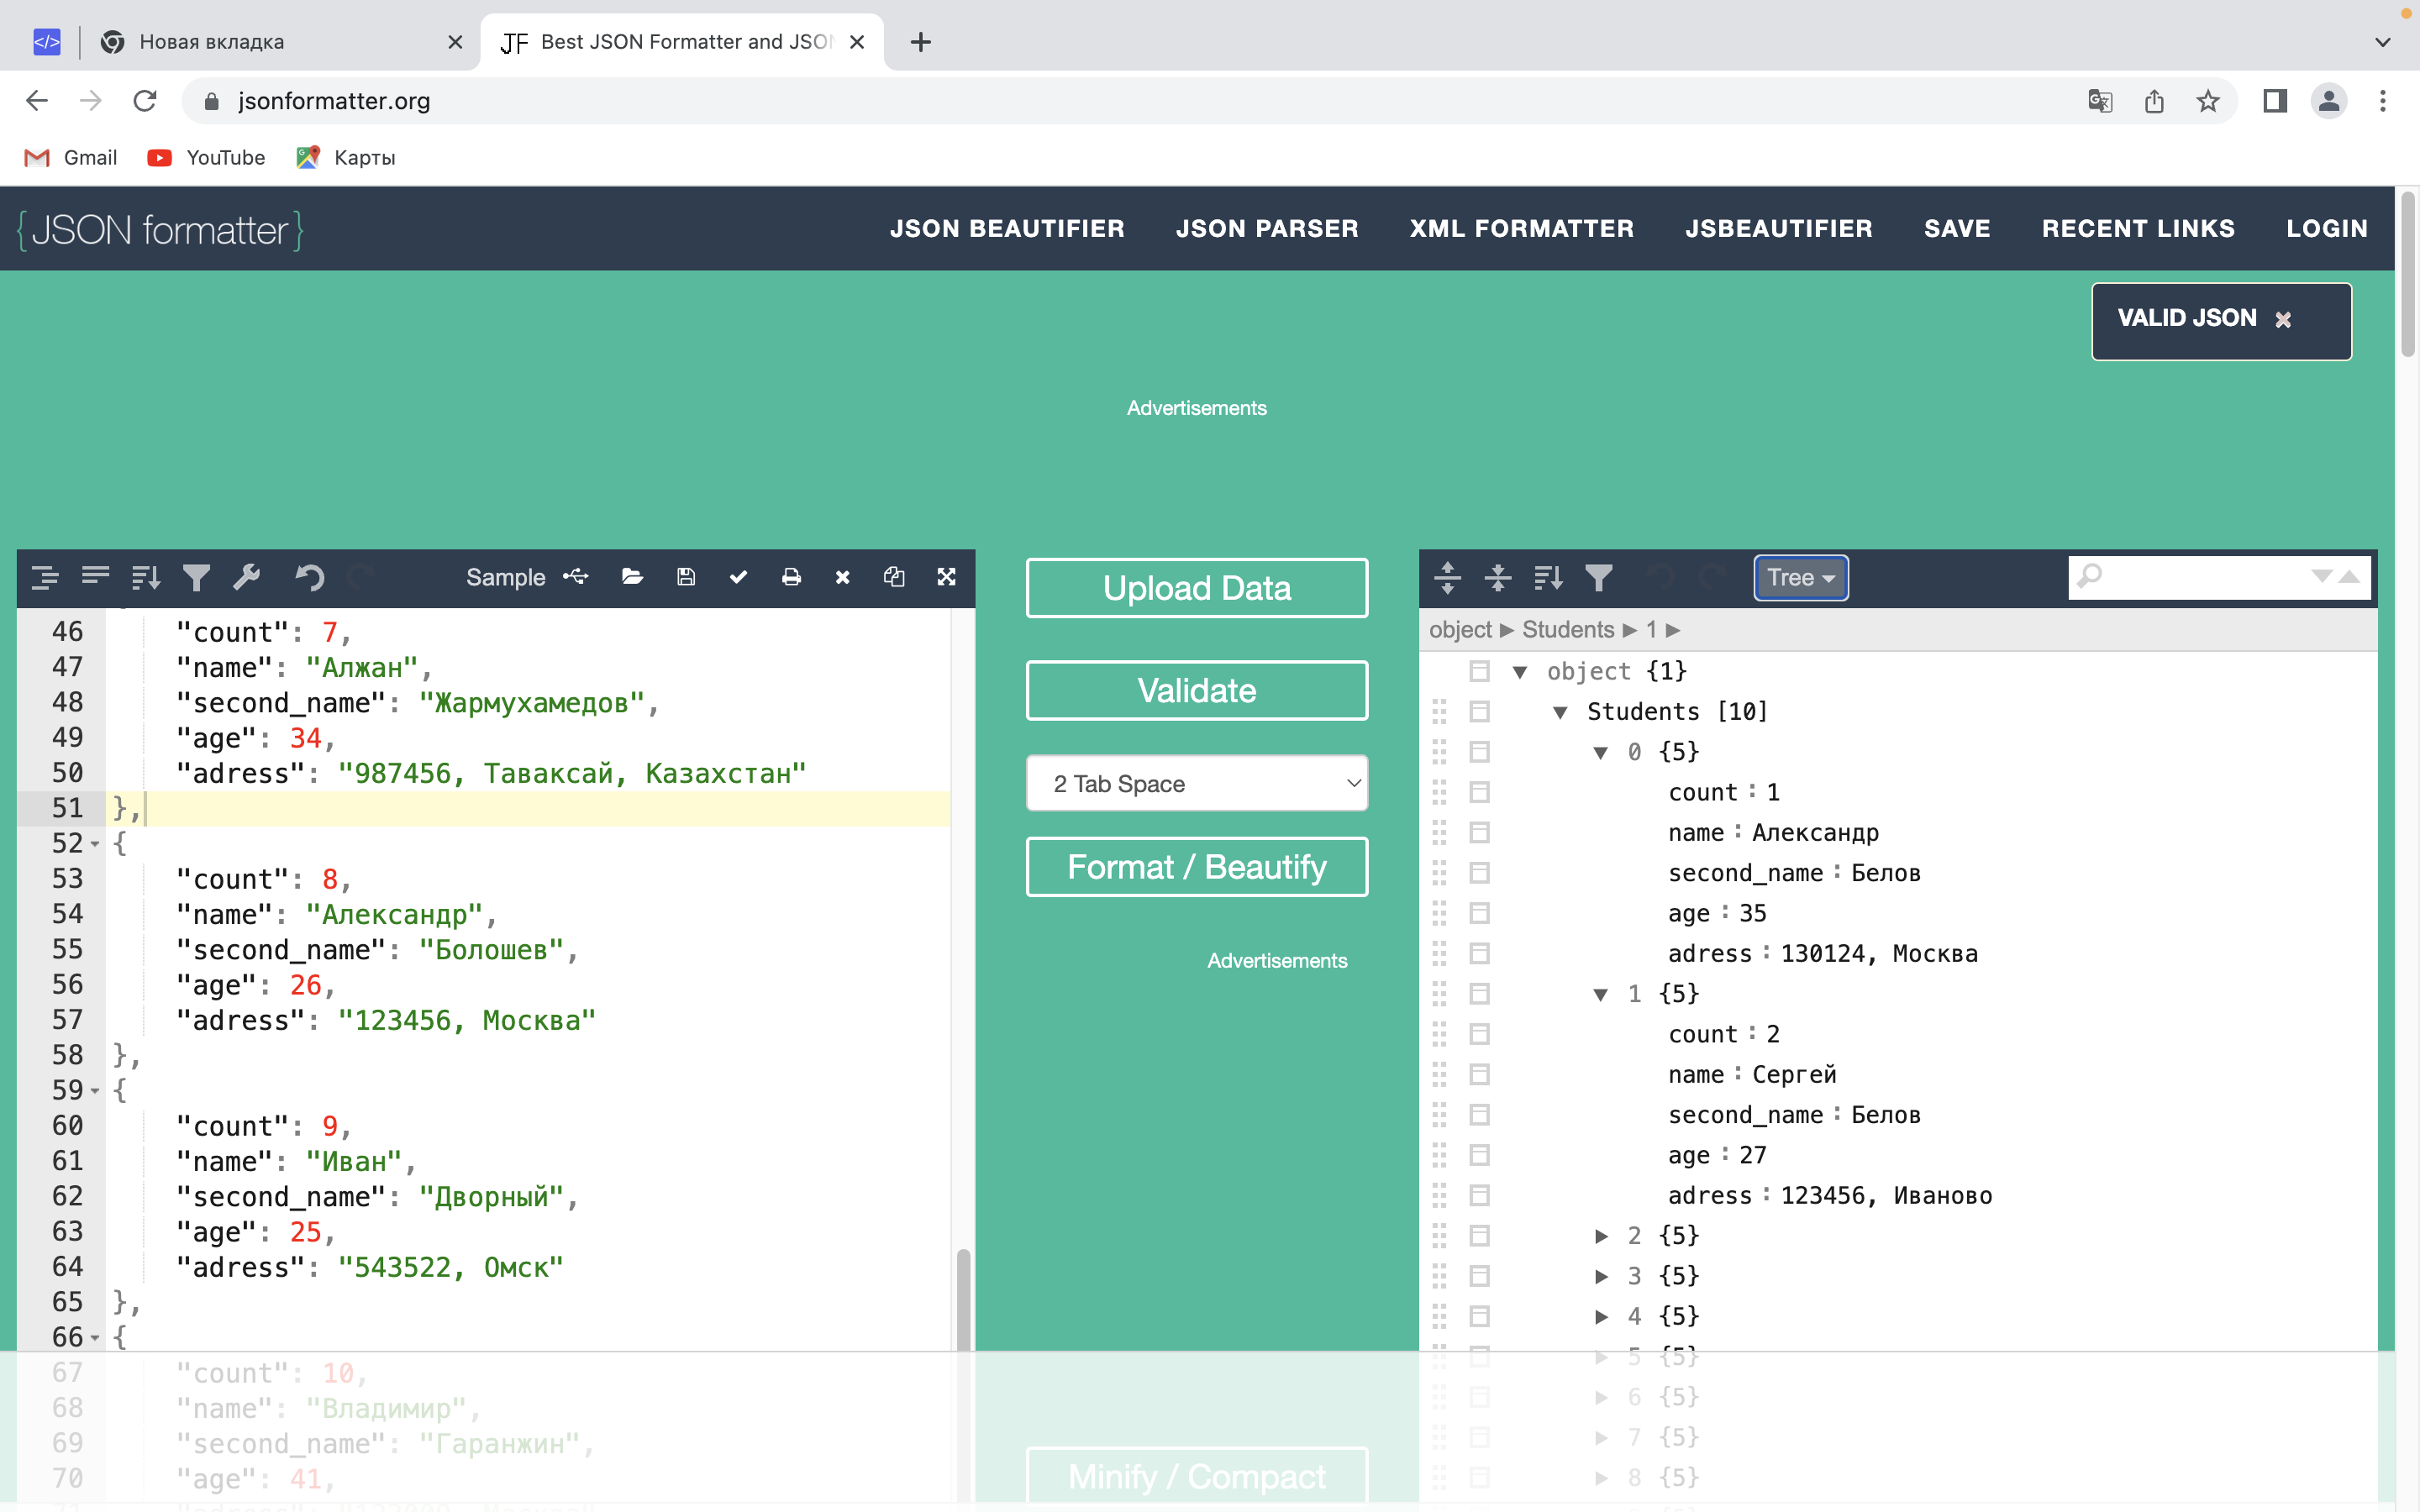 Новая вкладка
Best JSON Formatter and JSON
jsonformatter.org
Gmail YouTube Карты
{JSON formatter}
JSON BEAUTIFIER JSON PARSER XML FORMATTER JSBEAUTIFIER SAVE RECENT LINKS LOGIN
VALID JSON
Advertisements
Sample
46 "count": 7,
47 "name": "Алжан",
48 "second_name": "Жармухамедов",
49 "age": 34,
50 "adress": "987456, Таваксай, Казахстан"
51 },
52 {
53 "count": 8,
54 "name": "Александр",
55 "second_name": "Болошев",
56 "age": 26,
57 "adress": "123456, Москва"
58 },
59 {
60 "count": 9,
61 "name": "Иван",
62 "second_name": "Дворный",
63 "age": 25,
64 "adress": "543522, Омск"
65 },
66 {
67 "count": 10,
68 "name": "Владимир",
69 "second_name": "Гаранжин",
70 "age": 41,
Upload Data
Validate
2 Tab Space
Format / Beautify
Advertisements
Minify / Compact
Tree
object ▶ Students ▶ 1 ▶
object {1}
Students [10]
0 {5}
count : 1
name : Александр
second_name : Белов
age : 35
adress : 130124, Москва
1 {5}
count : 2
name : Сергей
second_name : Белов
age : 27
adress : 123456, Иваново
2 {5}
3 {5}
4 {5}
5 {5}
6 {5}
7 {5}
8 {5}